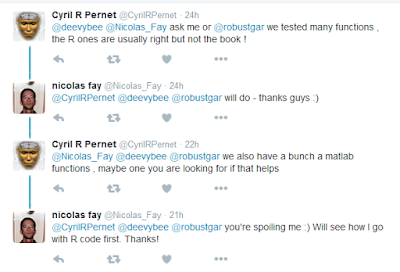 Cyril R Pernet @CyrilRPernet · 24h
@deevybee @Nicolas_Fay ask me or @robustgar we tested many functions ,
the R ones are usually right but not the book !
nicolas fay @Nicolas_Fay · 24h
@CyrilRPernet @deevybee @robustgar will do - thanks guys :)
Cyril R Pernet @CyrilRPernet · 22h
@Nicolas_Fay @deevybee @robustgar we also have a bunch a matlab
functions , maybe one you are looking for if that helps
nicolas fay @Nicolas_Fay · 21h
@CyrilRPernet @deevybee @robustgar you're spoiling me :) Will see how I go
with R code first. Thanks!